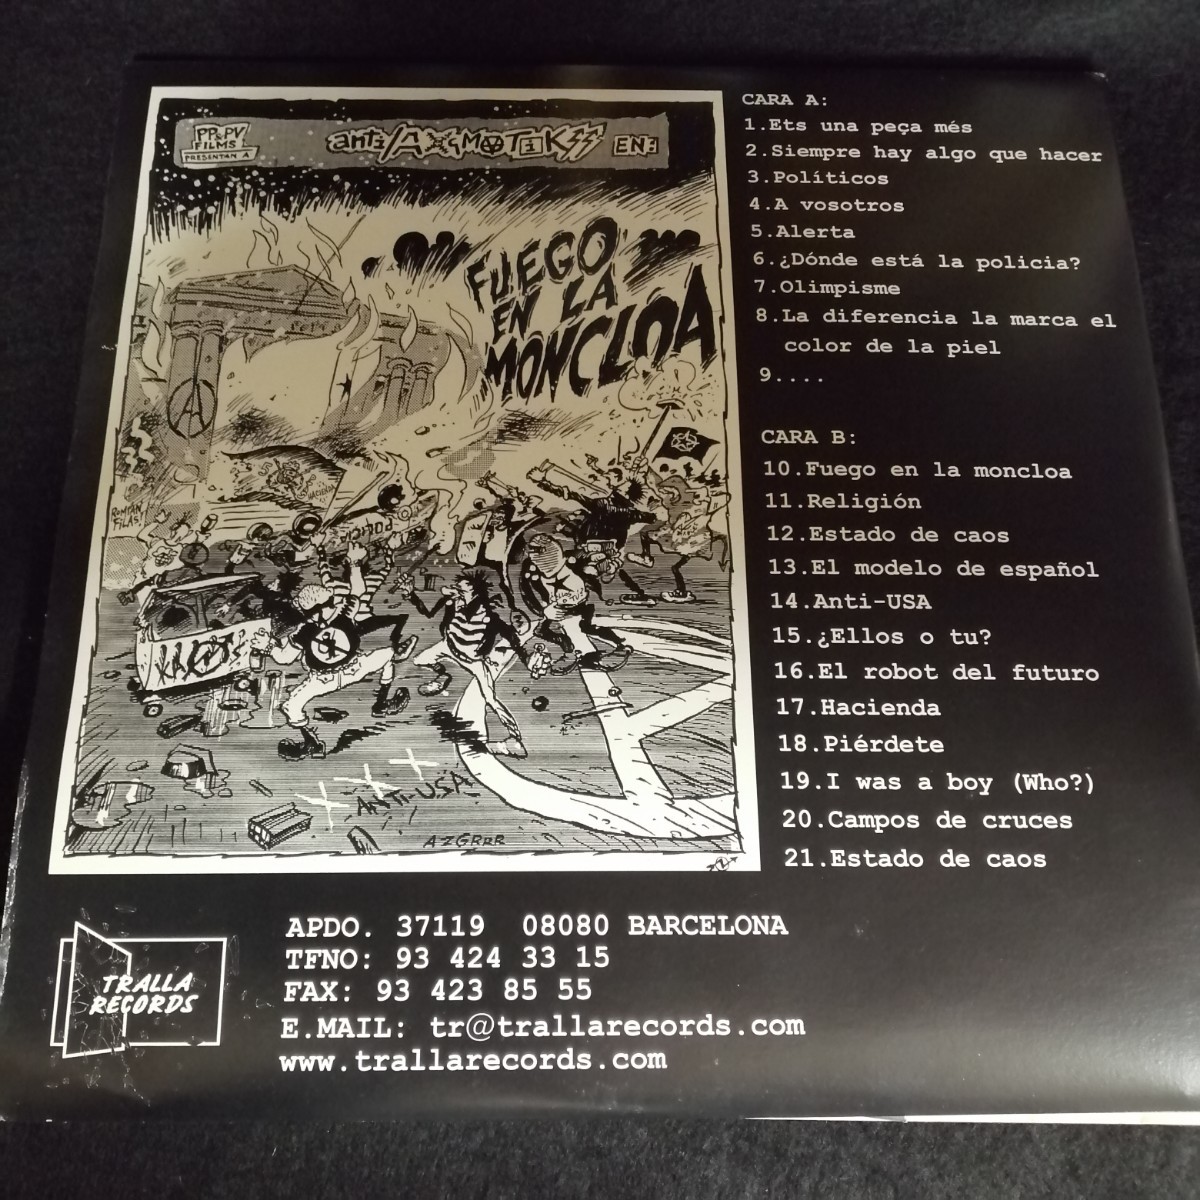 PP&PV
FILMS
PRESENTAN A
anti/DOGMATIKSS EN:
FUEGO
EN LA
MONCLOA
POLICIA
ANTI-USA
AZGRRR
CARA A:
1.Ets una peça més
2.Siempre hay algo que hacer
3.Políticos
4.A vosotros
5.Alerta
6.¿Dónde está la policia?
7.Olimpisme
8.La diferencia la marca el
color de la piel
9....
CARA B:
10.Fuego en la moncloa
11.Religión
12.Estado de caos
13.El modelo de español
14.Anti-USA
15.¿Ellos o tu?
16.El robot del futuro
17.Hacienda
18.Piérdete
19.I was a boy (Who?)
20.Campos de cruces
21.Estado de caos
TRALLA
RECORDS
APDO. 37119 08080 BARCELONA
TFNO: 93 424 33 15
FAX: 93 423 85 55
E.MAIL: tr@trallarecords.com
www.trallarecords.com